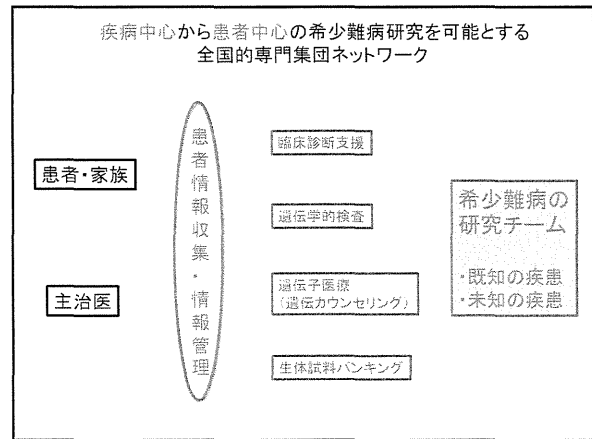 疾病中心から患者中心の希少難病研究を可能とする
全国的専門集団ネットワーク
患者・家族
主治医
患者情報収集・情報管理
臨床診断支援
遺伝学的検査
遺伝子医療
(遺伝カウンセリング)
生体試料バンキング
希少難病の
研究チーム
・既知の疾患
・未知の疾患